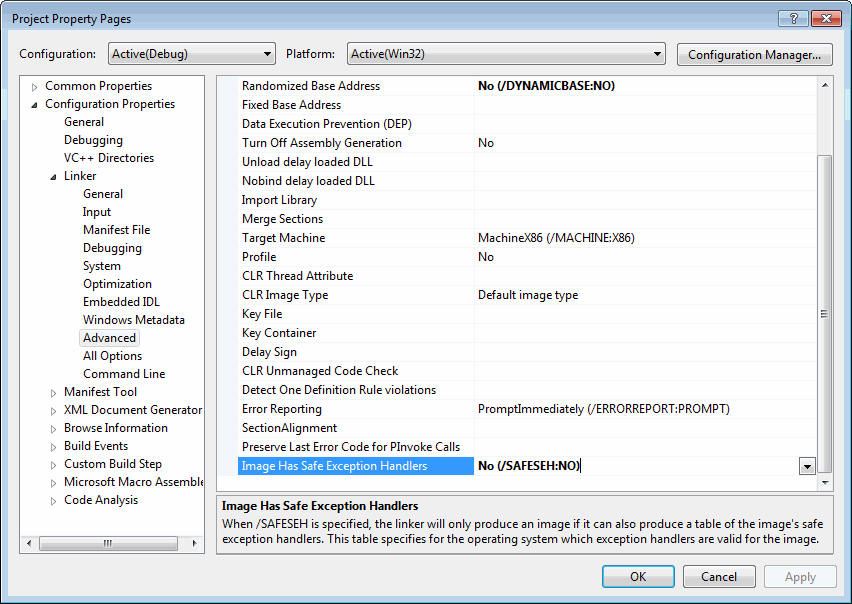 Project Property Pages
Configuration: Active(Debug) Platform: Active(Win32) Configuration Manager...
Common Properties
Configuration Properties
General
Debugging
VC++ Directories
Linker
General
Input
Manifest File
Debugging
System
Optimization
Embedded IDL
Windows Metadata
Advanced
All Options
Command Line
Manifest Tool
XML Document Generator
Browse Information
Build Events
Custom Build Step
Microsoft Macro Assemble
Code Analysis
Randomized Base Address No (/DYNAMICBASE:NO)
Fixed Base Address
Data Execution Prevention (DEP)
Turn Off Assembly Generation No
Unload delay loaded DLL
Nobind delay loaded DLL
Import Library
Merge Sections
Target Machine MachineX86 (/MACHINE:X86)
Profile No
CLR Thread Attribute
CLR Image Type Default image type
Key File
Key Container
Delay Sign
CLR Unmanaged Code Check
Detect One Definition Rule violations
Error Reporting PromptImmediately (/ERRORREPORT:PROMPT)
SectionAlignment
Preserve Last Error Code for PInvoke Calls
Image Has Safe Exception Handlers No (/SAFESEH:NO)
Image Has Safe Exception Handlers
When /SAFESEH is specified, the linker will only produce an image if it can also produce a table of the image's safe
exception handlers. This table specifies for the operating system which exception handlers are valid for the image.
OK Cancel Apply